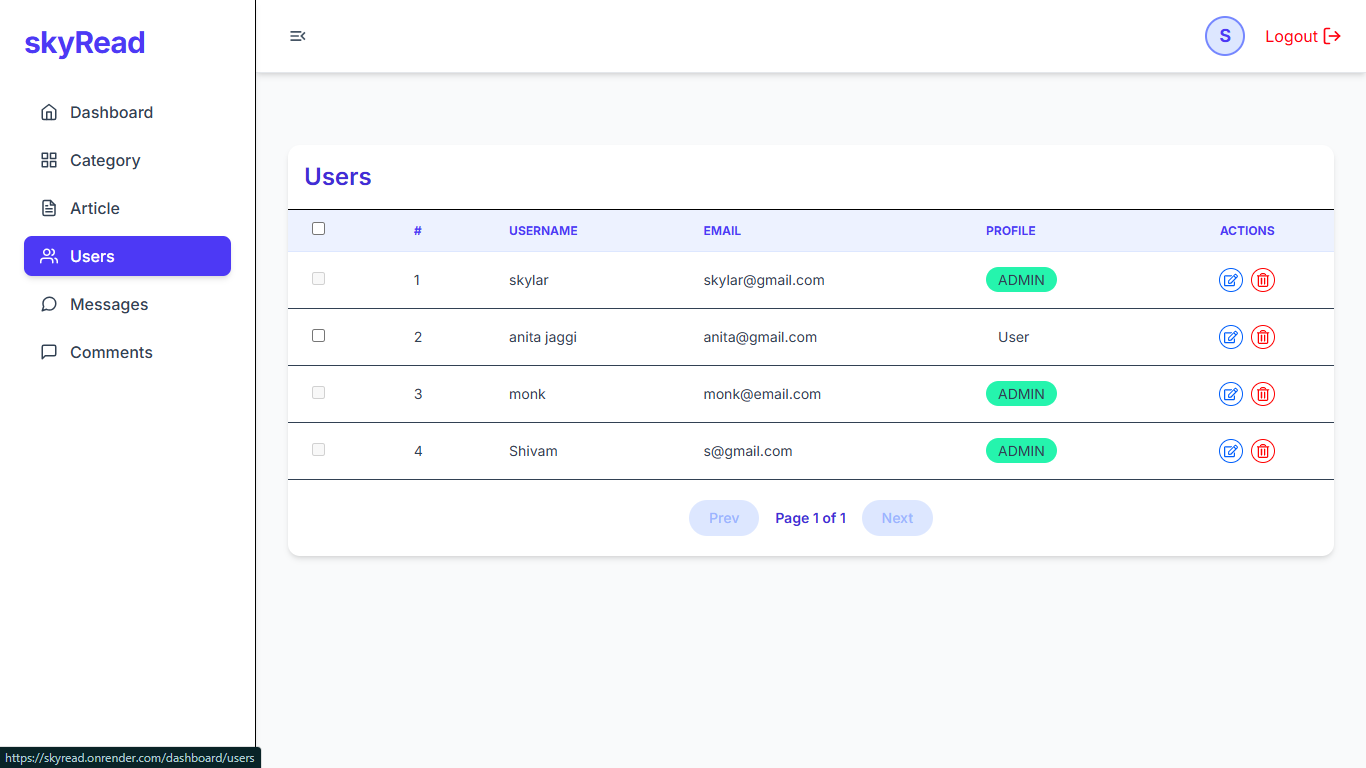 skyRead
S
Logout
Dashboard
Category
Article
Users
Messages
Comments
Users
# USERNAME EMAIL PROFILE ACTIONS
1 skylar skylar@gmail.com ADMIN
2 anita jaggi anita@gmail.com User
3 monk monk@email.com ADMIN
4 Shivam s@gmail.com ADMIN
Prev Page 1 of 1 Next
https://skyread.onrender.com/dashboard/users